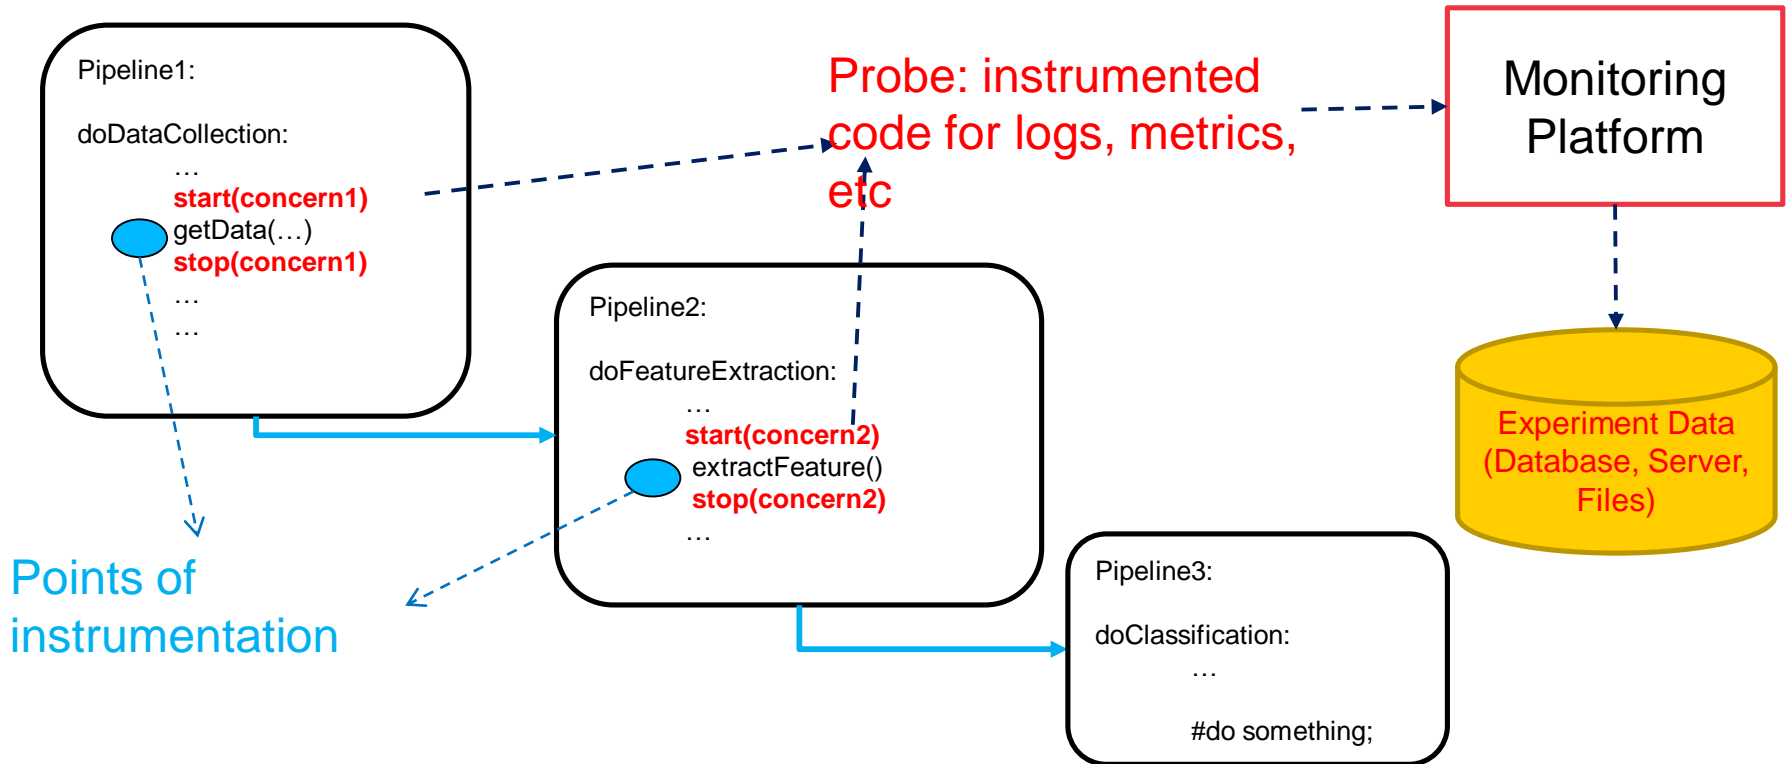 Pipeline1:
doDataCollection:
…
start(concern1)
getData(…)
stop(concern1)
…
…
Probe: instrumented
code for logs, metrics,
etc
Monitoring
Platform
Pipeline2:
doFeatureExtraction:
…
start(concern2)
extractFeature()
stop(concern2)
…
Experiment Data
(Database, Server,
Files)
Points of
instrumentation
Pipeline3:
doClassification:
…
#do something;